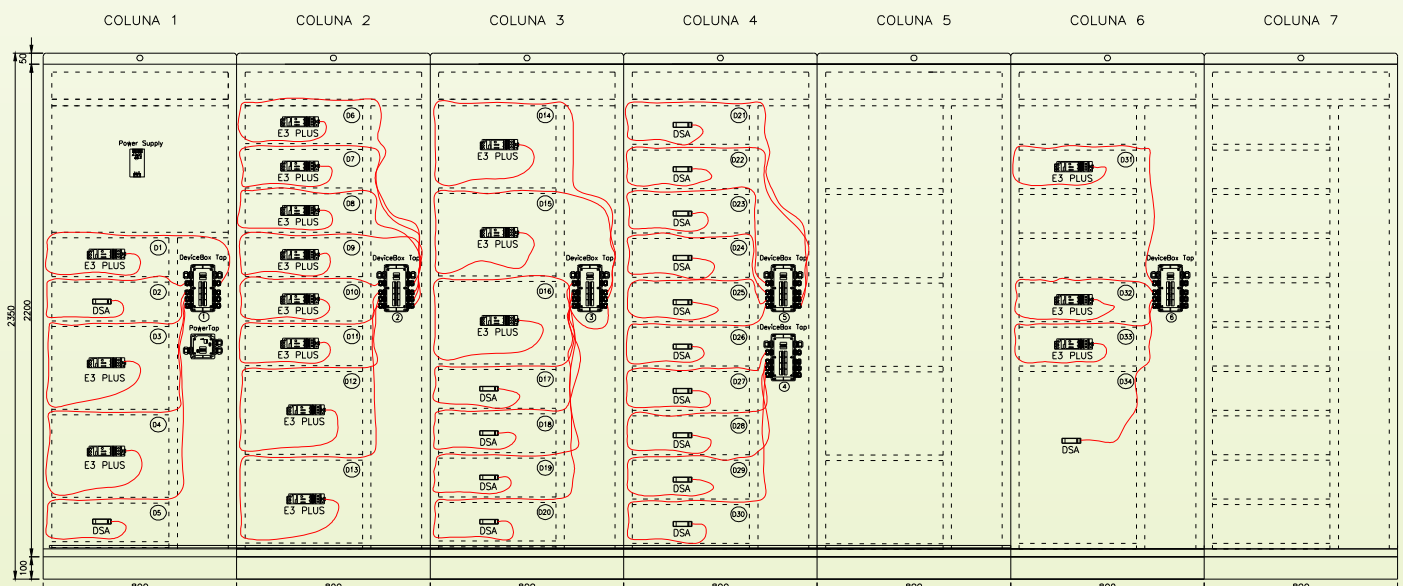 COLUNA 1
COLUNA 2
COLUNA 3
COLUNA 4
COLUNA 5
COLUNA 6
COLUNA 7
50
2350
2200
100
Power Supply
D1
E3 PLUS
D2
DSA
D3
E3 PLUS
D4
E3 PLUS
D5
DSA
DeviceBox Tap
1
PowerTap
D6
E3 PLUS
D7
E3 PLUS
D8
E3 PLUS
D9
E3 PLUS
D10
E3 PLUS
D11
E3 PLUS
D12
E3 PLUS
D13
E3 PLUS
DeviceBox Tap
2
D14
E3 PLUS
D15
E3 PLUS
D16
E3 PLUS
D17
DSA
D18
DSA
D19
DSA
D20
DSA
DeviceBox Tap
3
D21
DSA
D22
DSA
D23
DSA
D24
DSA
D25
DSA
D26
DSA
D27
DSA
D28
DSA
D29
DSA
D30
DSA
DeviceBox Tap
5
DeviceBox Tap
4
D31
E3 PLUS
D32
E3 PLUS
D33
E3 PLUS
D34
DSA
DeviceBox Tap
6